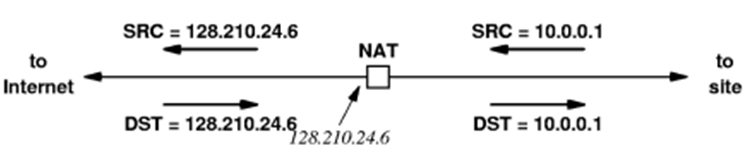 SRC = 128.210.24.6
SRC = 10.0.0.1
NAT
to
Internet
to
site
DST = 128.210.24.6
128.210.24.6
DST = 10.0.0.1